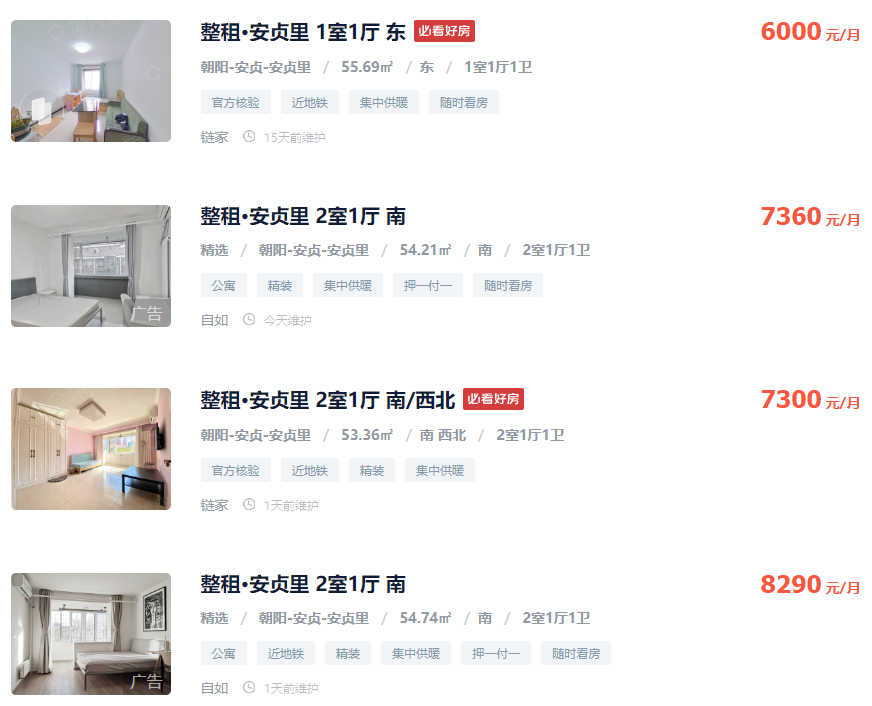 整租·安贞里 1室1厅 东 必看好房
6000 元/月
朝阳-安贞-安贞里 / 55.69㎡ / 东 / 1室1厅1卫
官方核验 近地铁 集中供暖 随时看房
链家 15天前维护
整租·安贞里 2室1厅 南
7360 元/月
精选 / 朝阳-安贞-安贞里 / 54.21㎡ / 南 / 2室1厅1卫
公寓 精装 集中供暖 押一付一 随时看房
广告
自如 今天维护
整租·安贞里 2室1厅 南/西北 必看好房
7300 元/月
朝阳-安贞-安贞里 / 53.36㎡ / 南 西北 / 2室1厅1卫
官方核验 近地铁 精装 集中供暖
链家 1天前维护
整租·安贞里 2室1厅 南
8290 元/月
精选 / 朝阳-安贞-安贞里 / 54.74㎡ / 南 / 2室1厅1卫
公寓 近地铁 精装 集中供暖 押一付一 随时看房
广告
自如 1天前维护